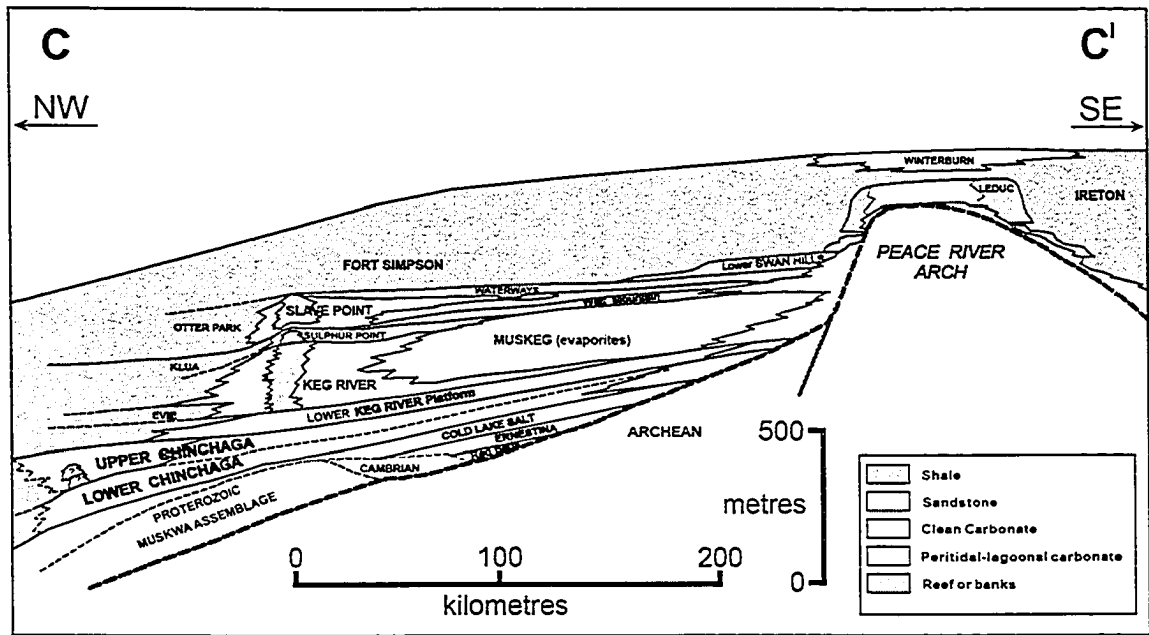 C
C'
NW
SE
WINTERBURN
LEDUC
IRETON
PEACE RIVER
ARCH
FORT SIMPSON
Lower SWAN HILLS
WATERWAYS
SLAVE POINT
OTTER PARK
SULPHUR POINT
MUSKEG (evaporites)
KLUA
KEG RIVER
EVIE
LOWER KEG RIVER Platform
UPPER CHINCHAGA
COLD LAKE SALT
ERNESTINA
ARCHEAN
LOWER CHINCHAGA
CAMBRIAN
PROTEROZOIC
MUSKWA ASSEMBLAGE
500
metres
0
0
100
200
kilometres
Shale
Sandstone
Clean Carbonate
Peritidal-lagoonal carbonate
Reef or banks